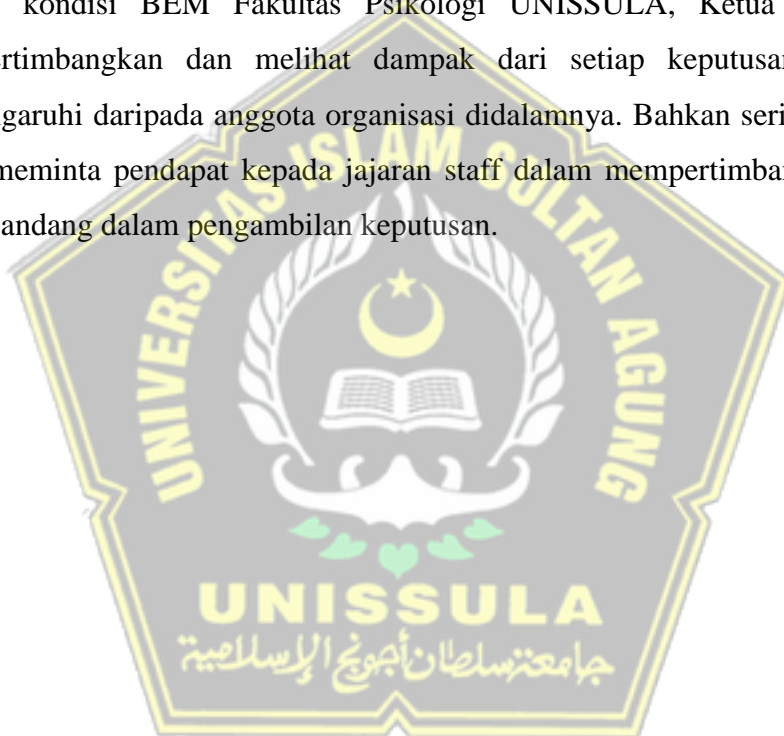 kondisi BEM Fakultas Psikologi UNISSULA, Ketua
ertimbangkan dan melihat dampak dari setiap keputusan
ngaruhi daripada anggota organisasi didalamnya. Bahkan seri
meminta pendapat kepada jajaran staff dalam mempertimba
andang dalam pengambilan keputusan.
UNIVERSITAS ISLAM SULTAN AGUNG
UNISSULA
جامعة سلطان أجونج الإسلامية